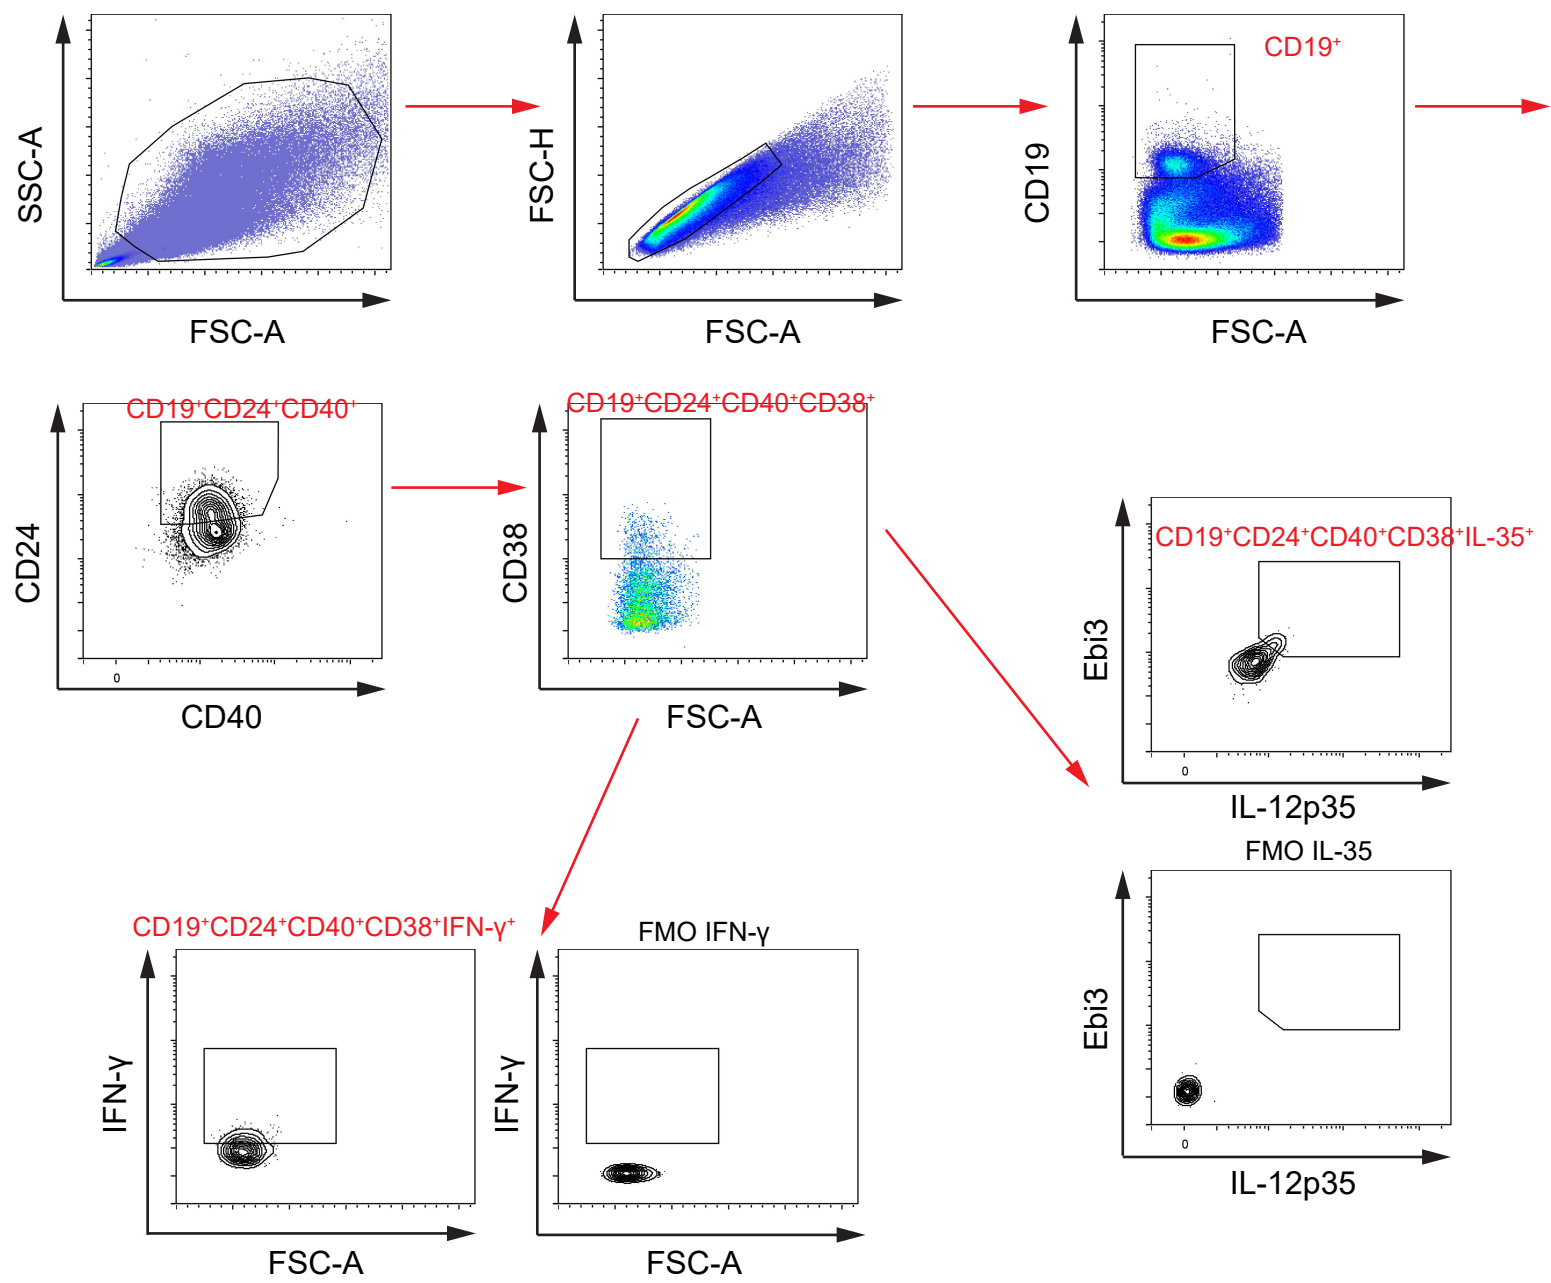 CD19⁺
SSC-A
FSC-H
CD19
FSC-A
FSC-A
FSC-A
CD19⁺CD24⁺CD40⁺
CD19⁺CD24⁺CD40⁺CD38⁺
CD24
CD38
0
CD40
FSC-A
CD19⁺CD24⁺CD40⁺CD38⁺IL-35⁺
Ebi3
0
IL-12p35
FMO IL-35
Ebi3
0
IL-12p35
CD19⁺CD24⁺CD40⁺CD38⁺IFN-γ⁺
FMO IFN-γ
IFN-γ
IFN-γ
FSC-A
FSC-A